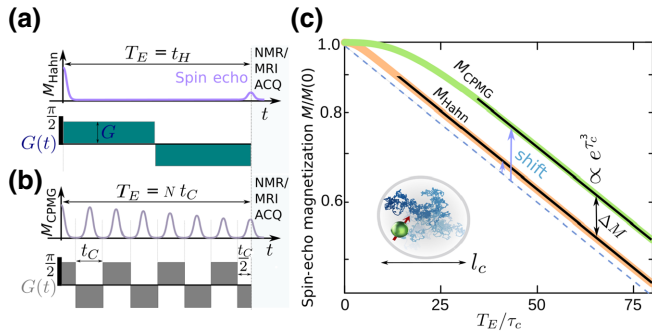 (a)
M_Hahn
T_E = t_H
Spin echo
NMR/
MRI
ACQ
t
π/2
G(t)
G
(b)
M_CPMG
T_E = N t_C
NMR/
MRI
ACQ
t
π/2
G(t)
t_C
t_C/2
(c)
Spin-echo magnetization M/M(0)
1.0
0.8
0.6
M_CPMG
M_Hahn
shift
∝ e^{τ_c^3}
ΔM
l_c
0
25
50
75
T_E/τ_c